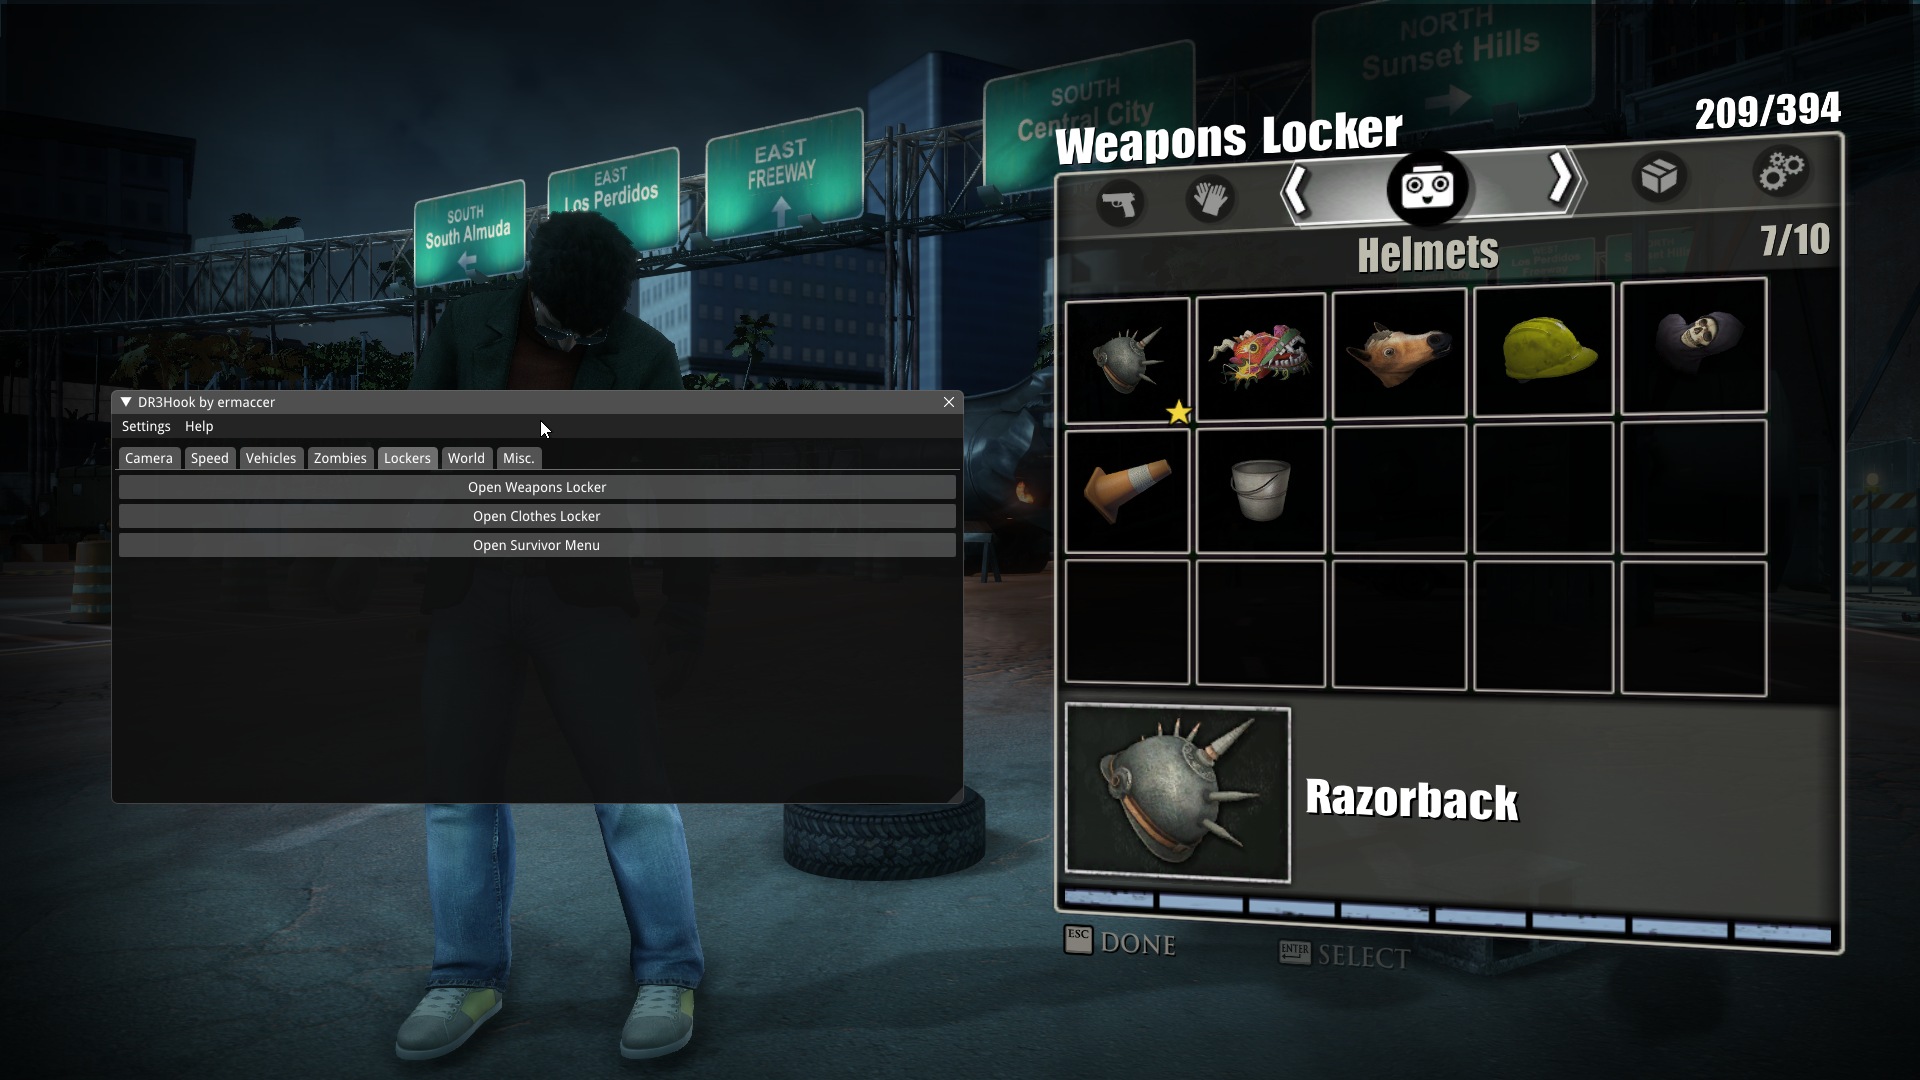 NORTH
Sunset Hills
SOUTH
Central City
EAST
FREEWAY
EAST
Los Perdidos
SOUTH
South Almuda
Weapons Locker
209/394
Helmets
7/10
DR3Hook by ermaccer
Settings Help
Camera Speed Vehicles Zombies Lockers World Misc.
Open Weapons Locker
Open Clothes Locker
Open Survivor Menu
Razorback
ESC DONE
ENTER SELECT